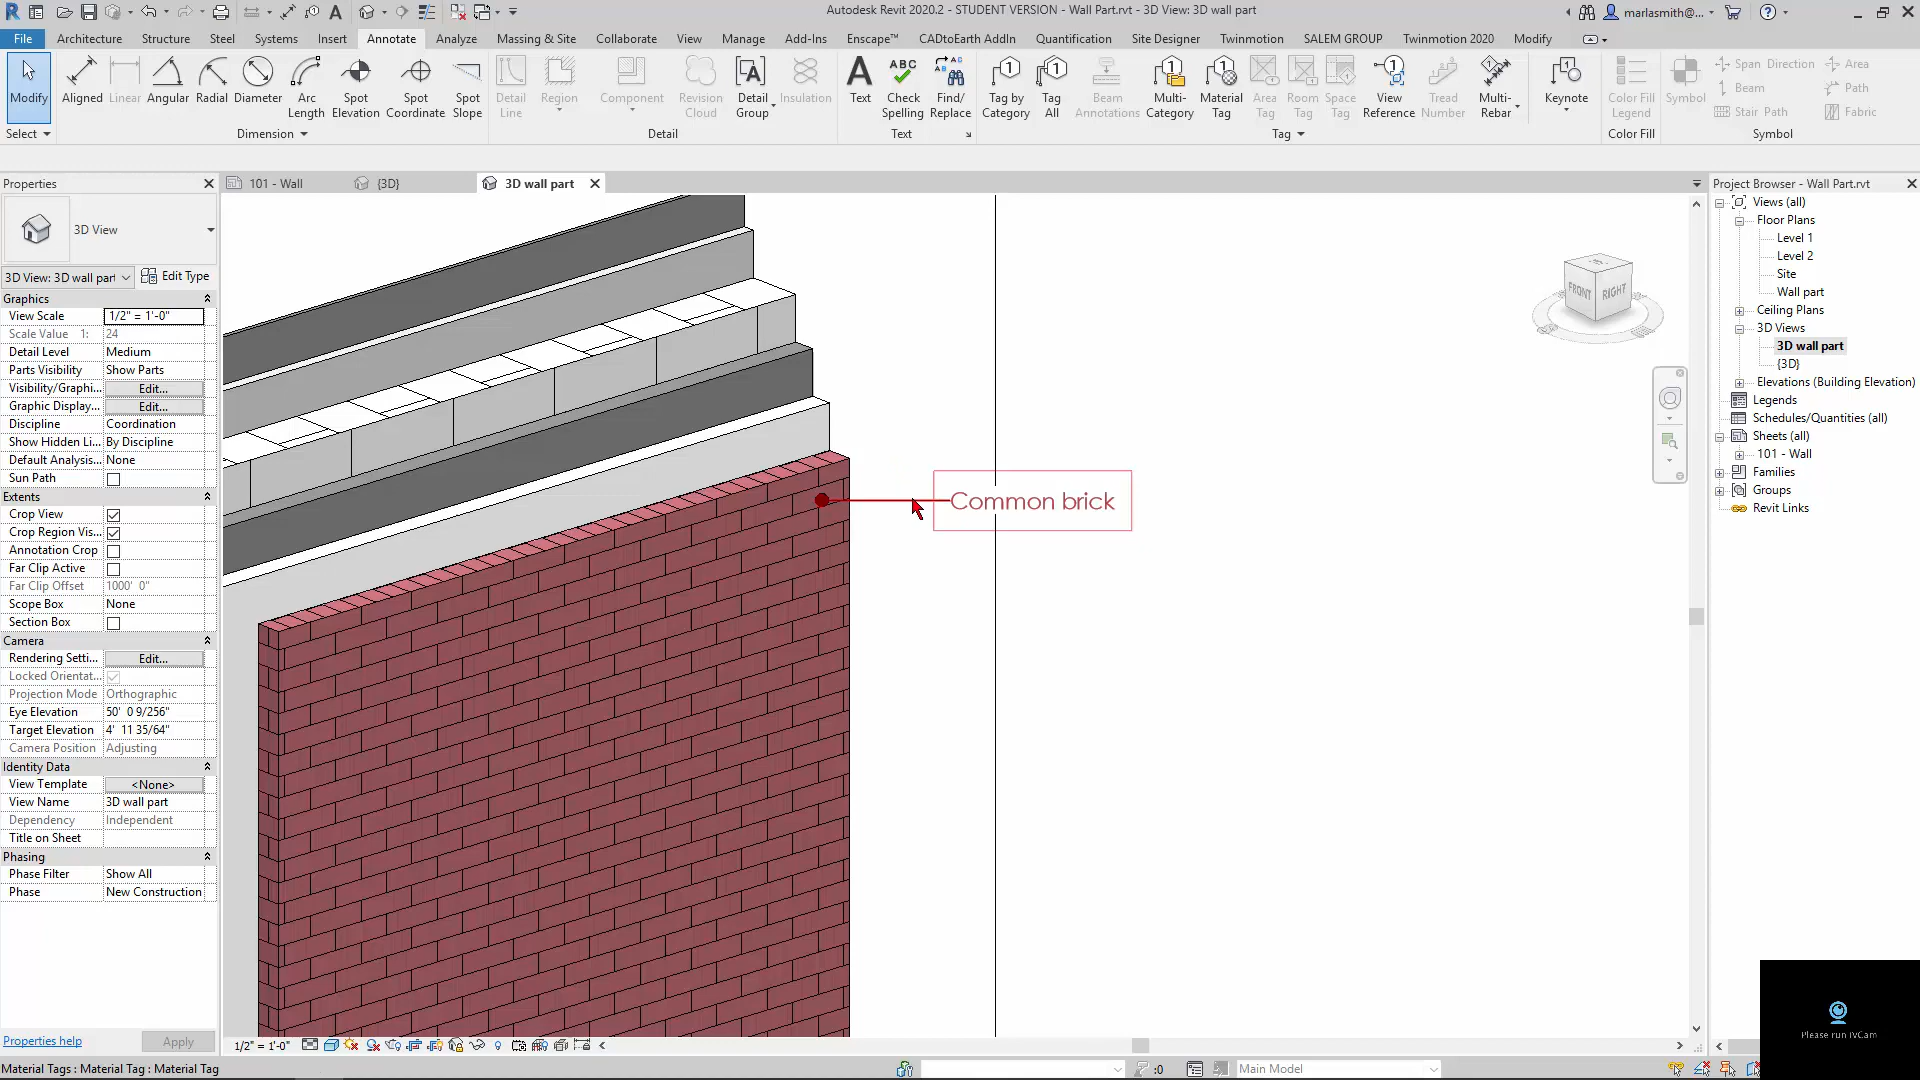 Autodesk Revit 2020.2 - STUDENT VERSION - Wall Part.rvt - 3D View: 3D wall part
marlasmith@...
File Architecture Structure Steel Systems Insert Annotate Analyze Massing & Site Collaborate View Manage Add-Ins Enscape™ CADtoEarth AddIn Quantification Site Designer Twinmotion SALEM GROUP Twinmotion 2020 Modify
Modify Aligned Linear Angular Radial Diameter Arc Length Spot Elevation Spot Coordinate Spot Slope
Detail Line Region Component Revision Cloud Detail Group Insulation
ABC
Text Check Spelling Find/ Replace
Tag by Category Tag All Beam Annotations Multi- Category Material Tag Area Tag Room Tag Space Tag View Reference Tread Number Multi- Rebar Keynote
Color Fill Legend Symbol
Span Direction Area
Beam Path
Stair Path Fabric
Select Dimension Detail Text Tag Color Fill Symbol
Properties
101 - Wall {3D} 3D wall part
Project Browser - Wall Part.rvt
3D View
3D View: 3D wall part Edit Type
Graphics
View Scale 1/2" = 1'-0"
Scale Value 1: 24
Detail Level Medium
Parts Visibility Show Parts
Visibility/Graphi... Edit...
Graphic Display... Edit...
Discipline Coordination
Show Hidden Li... By Discipline
Default Analysis... None
Sun Path
Extents
Crop View
Crop Region Vis...
Annotation Crop
Far Clip Active
Far Clip Offset 1000' 0"
Scope Box None
Section Box
Camera
Rendering Setti... Edit...
Locked Orientat...
Projection Mode Orthographic
Eye Elevation 50' 0 9/256"
Target Elevation 4' 11 35/64"
Camera Position Adjusting
Identity Data
View Template <None>
View Name 3D wall part
Dependency Independent
Title on Sheet
Phasing
Phase Filter Show All
Phase New Construction
Properties help Apply
Common brick
FRONT RIGHT
Views (all)
Floor Plans
Level 1
Level 2
Site
Wall part
Ceiling Plans
3D Views
3D wall part
{3D}
Elevations (Building Elevation)
Legends
Schedules/Quantities (all)
Sheets (all)
101 - Wall
Families
Groups
Revit Links
Please run iVCam
1/2" = 1'-0"
Material Tags : Material Tag : Material Tag
:0
Main Model